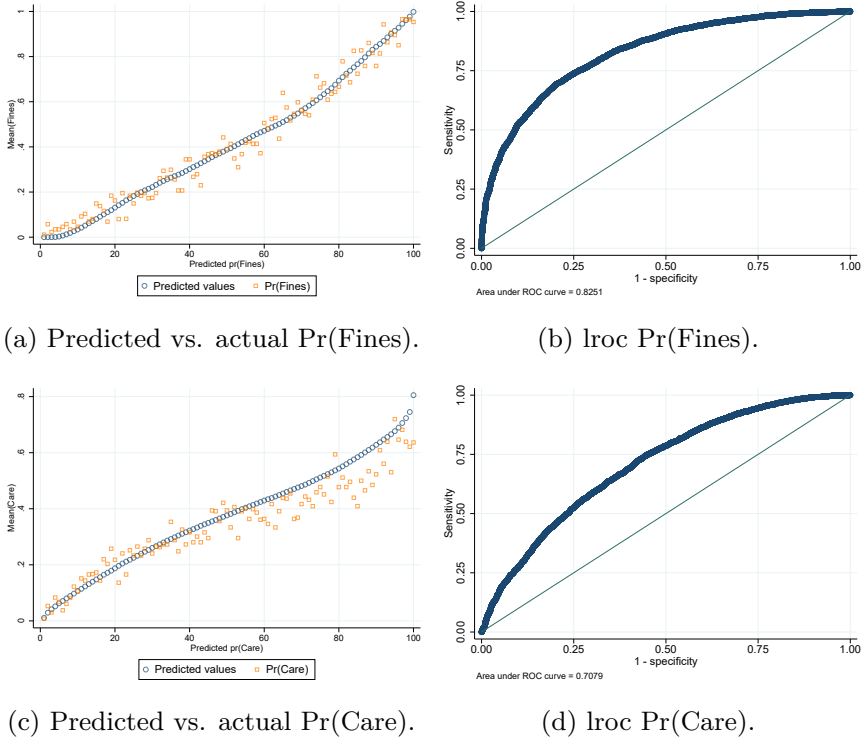 Mean(Fines)
1
.8
.6
.4
.2
0
0 20 40 60 80 100
Predicted pr(Fines)
Predicted values Pr(Fines)
Sensitivity
1.00
0.75
0.50
0.25
0.00
0.00 0.25 0.50 0.75 1.00
1 - specificity
Area under ROC curve = 0.8251
(a) Predicted vs. actual Pr(Fines).
(b) lroc Pr(Fines).
Mean(Care)
.8
.6
.4
.2
0
0 20 40 60 80 100
Predicted pr(Care)
Predicted values Pr(Care)
Sensitivity
1.00
0.75
0.50
0.25
0.00
0.00 0.25 0.50 0.75 1.00
1 - specificity
Area under ROC curve = 0.7079
(c) Predicted vs. actual Pr(Care).
(d) lroc Pr(Care).